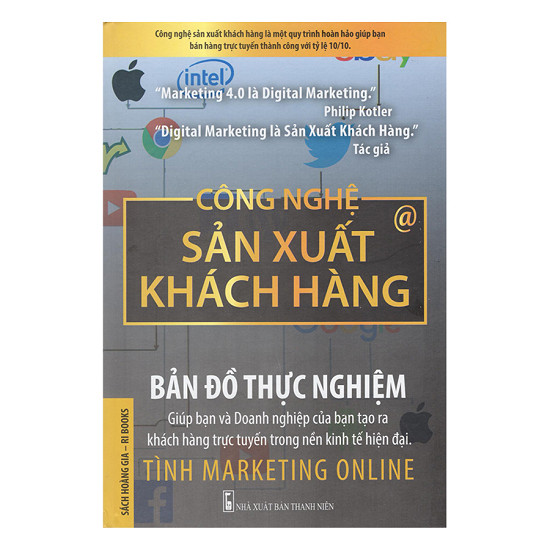 Công nghệ sản xuất khách hàng là một quy trình hoàn hảo giúp bạn
bán hàng trực tuyến thành công với tỷ lệ 10/10.
intel
"Marketing 4.0 là Digital Marketing."
Philip Kotler
"Digital Marketing là Sản Xuất Khách Hàng."
Tác giả
CÔNG NGHỆ
@
SẢN XUẤT
KHÁCH HÀNG
BẢN ĐỒ THỰC NGHIỆM
Giúp bạn và Doanh nghiệp của bạn tạo ra
khách hàng trực tuyến trong nền kinh tế hiện đại.
TÌNH MARKETING ONLINE
NHÀ XUẤT BẢN THANH NIÊN
SÁCH HOÀNG GIA – RI BOOKS